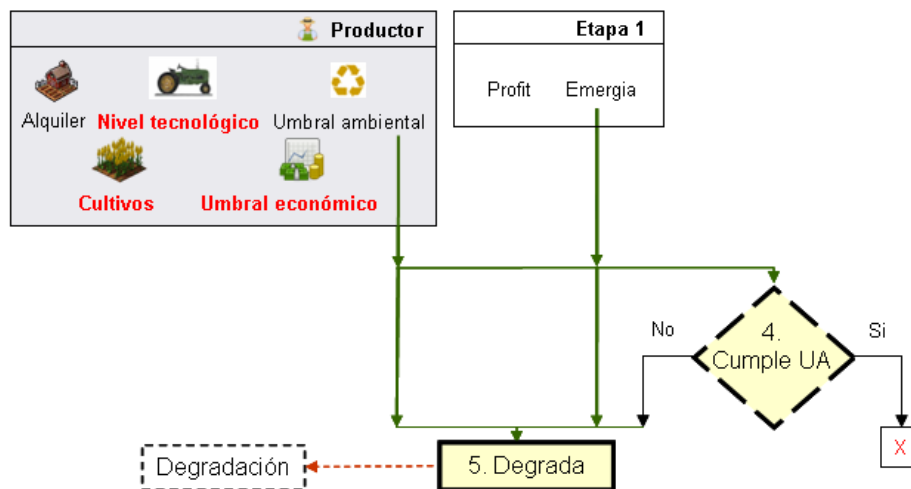 Productor
Alquiler
Nivel tecnológico
Umbral ambiental
Cultivos
Umbral económico
Etapa 1
Profit
Emergia
No
4.
Cumple UA
Si
X
5. Degrada
Degradación